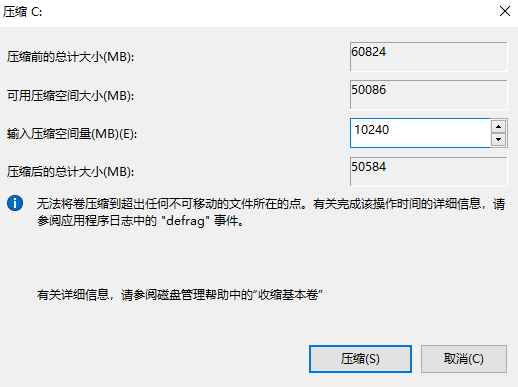 压缩 C:
压缩前的总计大小(MB): 60824
可用压缩空间大小(MB): 50086
输入压缩空间量(MB)(E): 10240
压缩后的总计大小(MB): 50584
无法将卷压缩到超出任何不可移动的文件所在的点。有关完成该操作时间的详细信息，请
参阅应用程序日志中的 "defrag" 事件。
有关详细信息，请参阅磁盘管理帮助中的“收缩基本卷”
压缩(S) 取消(C)